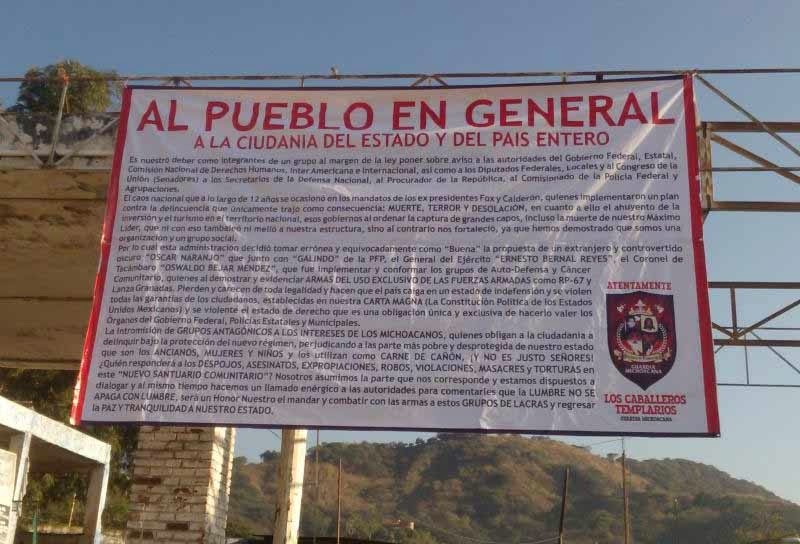 AL PUEBLO EN GENERAL
A LA CIUDANIA DEL ESTADO Y DEL PAIS ENTERO
Es nuestro deber como integrantes de un grupo al margen de la ley poner sobre aviso a las autoridades del Gobierno Federal, Estatal,
Comisión Nacional de Derechos Humanos, Inter Americana e Internacional, así como a los Diputados Federales, Locales y al Congreso de la
Unión (Senadores) a los Secretarios de la Defensa Nacional, al Procurador de la República, al Comisionado de la Policía Federal y
Agrupaciones.
El caos nacional que a lo largo de 12 años se ocasiono en los mandatos de los ex presidentes Fox y Calderón, quienes implementaron un plan
contra la delincuencia que únicamente trajo como consecuencia: MUERTE, TERROR Y DESOLACIÓN, en cuanto a ello el ahuyento de la
inversión y el turismo en el territorio nacional, esos gobiernos al ordenar la captura de grandes capos, incluso la muerte de nuestro Máximo
Líder, que ni con eso tambaleo ni melló a nuestra estructura, sino al contrario nos fortaleció, ya que hemos demostrado que somos una
organización y un grupo social.
Por lo cual esta administración decidió tomar errónea y equivocadamente como "Buena" la propuesta de un extranjero y controvertido
oscuro "OSCAR NARANJO" que junto con "GALINDO" de la PFP, el General del Ejército "ERNESTO BERNAL REYES", el Coronel de
Tacámbaro "OSWALDO BEJAR MENDEZ", que fue implementar y conformar los grupos de Auto-Defensa y Cáncer
Comunitario, quienes al demostrar y evidenciar ARMAS DEL USO EXCLUSIVO DE LAS FUERZAS ARMADAS como RP-67 y
Lanza Granadas. Pierden y carecen de toda legalidad y hacen que el país caiga en un estado de indefensión y se violen
todas las garantías de los ciudadanos, establecidas en nuestra CARTA MAGNA (La Constitución Política de los Estados
Unidos Mexicanos) y se violente el estado de derecho que es una obligación única y exclusiva de hacerlo valer los
Órganos del Gobierno Federal, Policías Estatales y Municipales.
La intromisión de GRUPOS ANTAGÓNICOS A LOS INTERESES DE LOS MICHOACANOS, quienes obligan a la ciudadanía a
delinquir bajo la protección del nuevo régimen, perjudicando a las parte más pobre y desprotegida de nuestro estado
que son los ANCIANOS, MUJERES Y NIÑOS y los utilizan como CARNE DE CAÑÓN, ¡Y NO ES JUSTO SEÑORES!
¿Quién responderá a los DESPOJOS, ASESINATOS, EXPROPIACIONES, ROBOS, VIOLACIONES, MASACRES y TORTURAS en
este "NUEVO SANTUARIO COMUNITARIO"? Nosotros asumimos la parte que nos corresponde y estamos dispuestos a
dialogar y al mismo tiempo hacemos un llamado enérgico a las autoridades para comentarles que la LUMBRE NO SE
APAGA CON LUMBRE, será un Honor Nuestro el mandar y combatir con las armas a estos GRUPOS DE LACRAS y regresar
la PAZ Y TRANQUILIDAD A NUESTRO ESTADO.
ATENTAMENTE
GUARDIA
MICHOACANA
LOS CABALLEROS
TEMPLARIOS
GUARDIA MICHOACANA